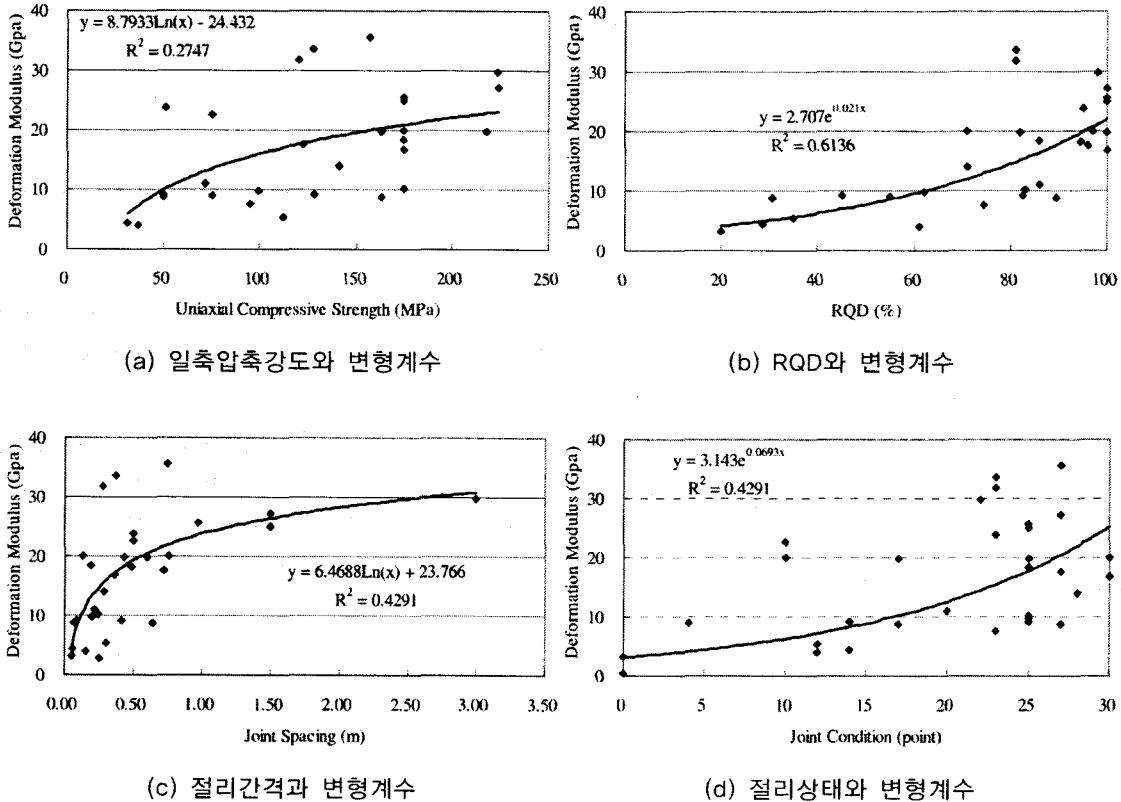 y = 8.7933Ln(x) - 24.432
R² = 0.2747
Deformation Modulus (Gpa)
40
30
20
10
0
0 50 100 150 200 250
Uniaxial Compressive Strength (MPa)
(a) 일축압축강도와 변형계수
y = 2.707e^0.021x
R² = 0.6136
Deformation Modulus (Gpa)
40
30
20
10
0
0 20 40 60 80 100
RQD (%)
(b) RQD와 변형계수
y = 6.4688Ln(x) + 23.766
R² = 0.4291
Deformation Modulus (Gpa)
40
30
20
10
0
0.00 0.50 1.00 1.50 2.00 2.50 3.00 3.50
Joint Spacing (m)
(c) 절리간격과 변형계수
y = 3.143e^0.0693x
R² = 0.4291
Deformation Modulus (Gpa)
40
30
20
10
0
0 5 10 15 20 25 30
Joint Condition (point)
(d) 절리상태와 변형계수